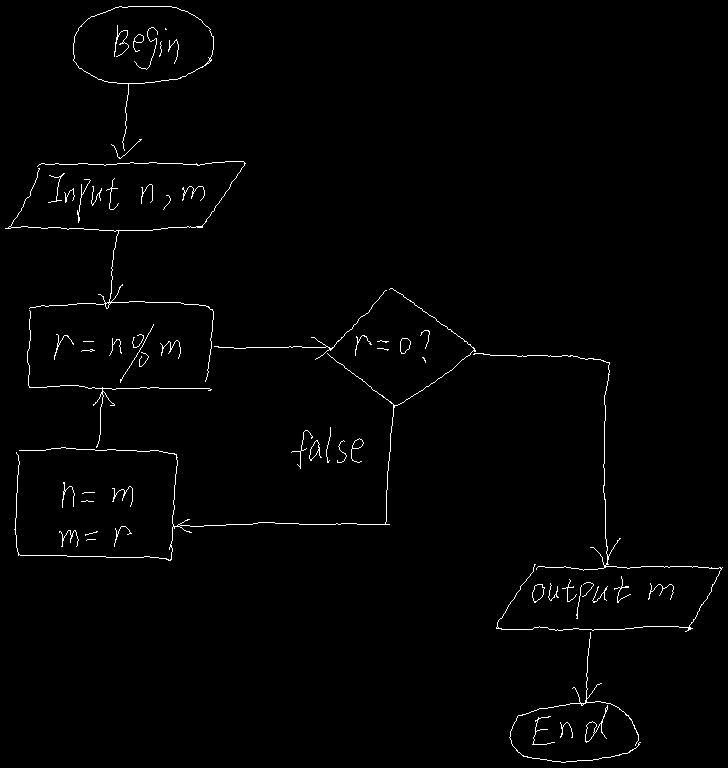 Begin
Input n, m
r = n % m
r = 0 ?
false
n = m
m = r
output m
End